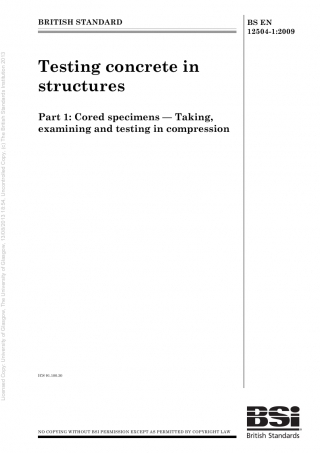 BRITISH STANDARD
BS EN
12504-1:2009
Testing concrete in
structures
Part 1: Cored specimens — Taking,
examining and testing in compression
ICS 91.100.30
NO COPYING WITHOUT BSI PERMISSION EXCEPT AS PERMITTED BY COPYRIGHT LAW
BSi
British Standards
Licensed Copy: University of Glasgow, The University of Glasgow, 13/09/2013 19:04, Uncontrolled Copy, (c) The British Standards Institution 2013